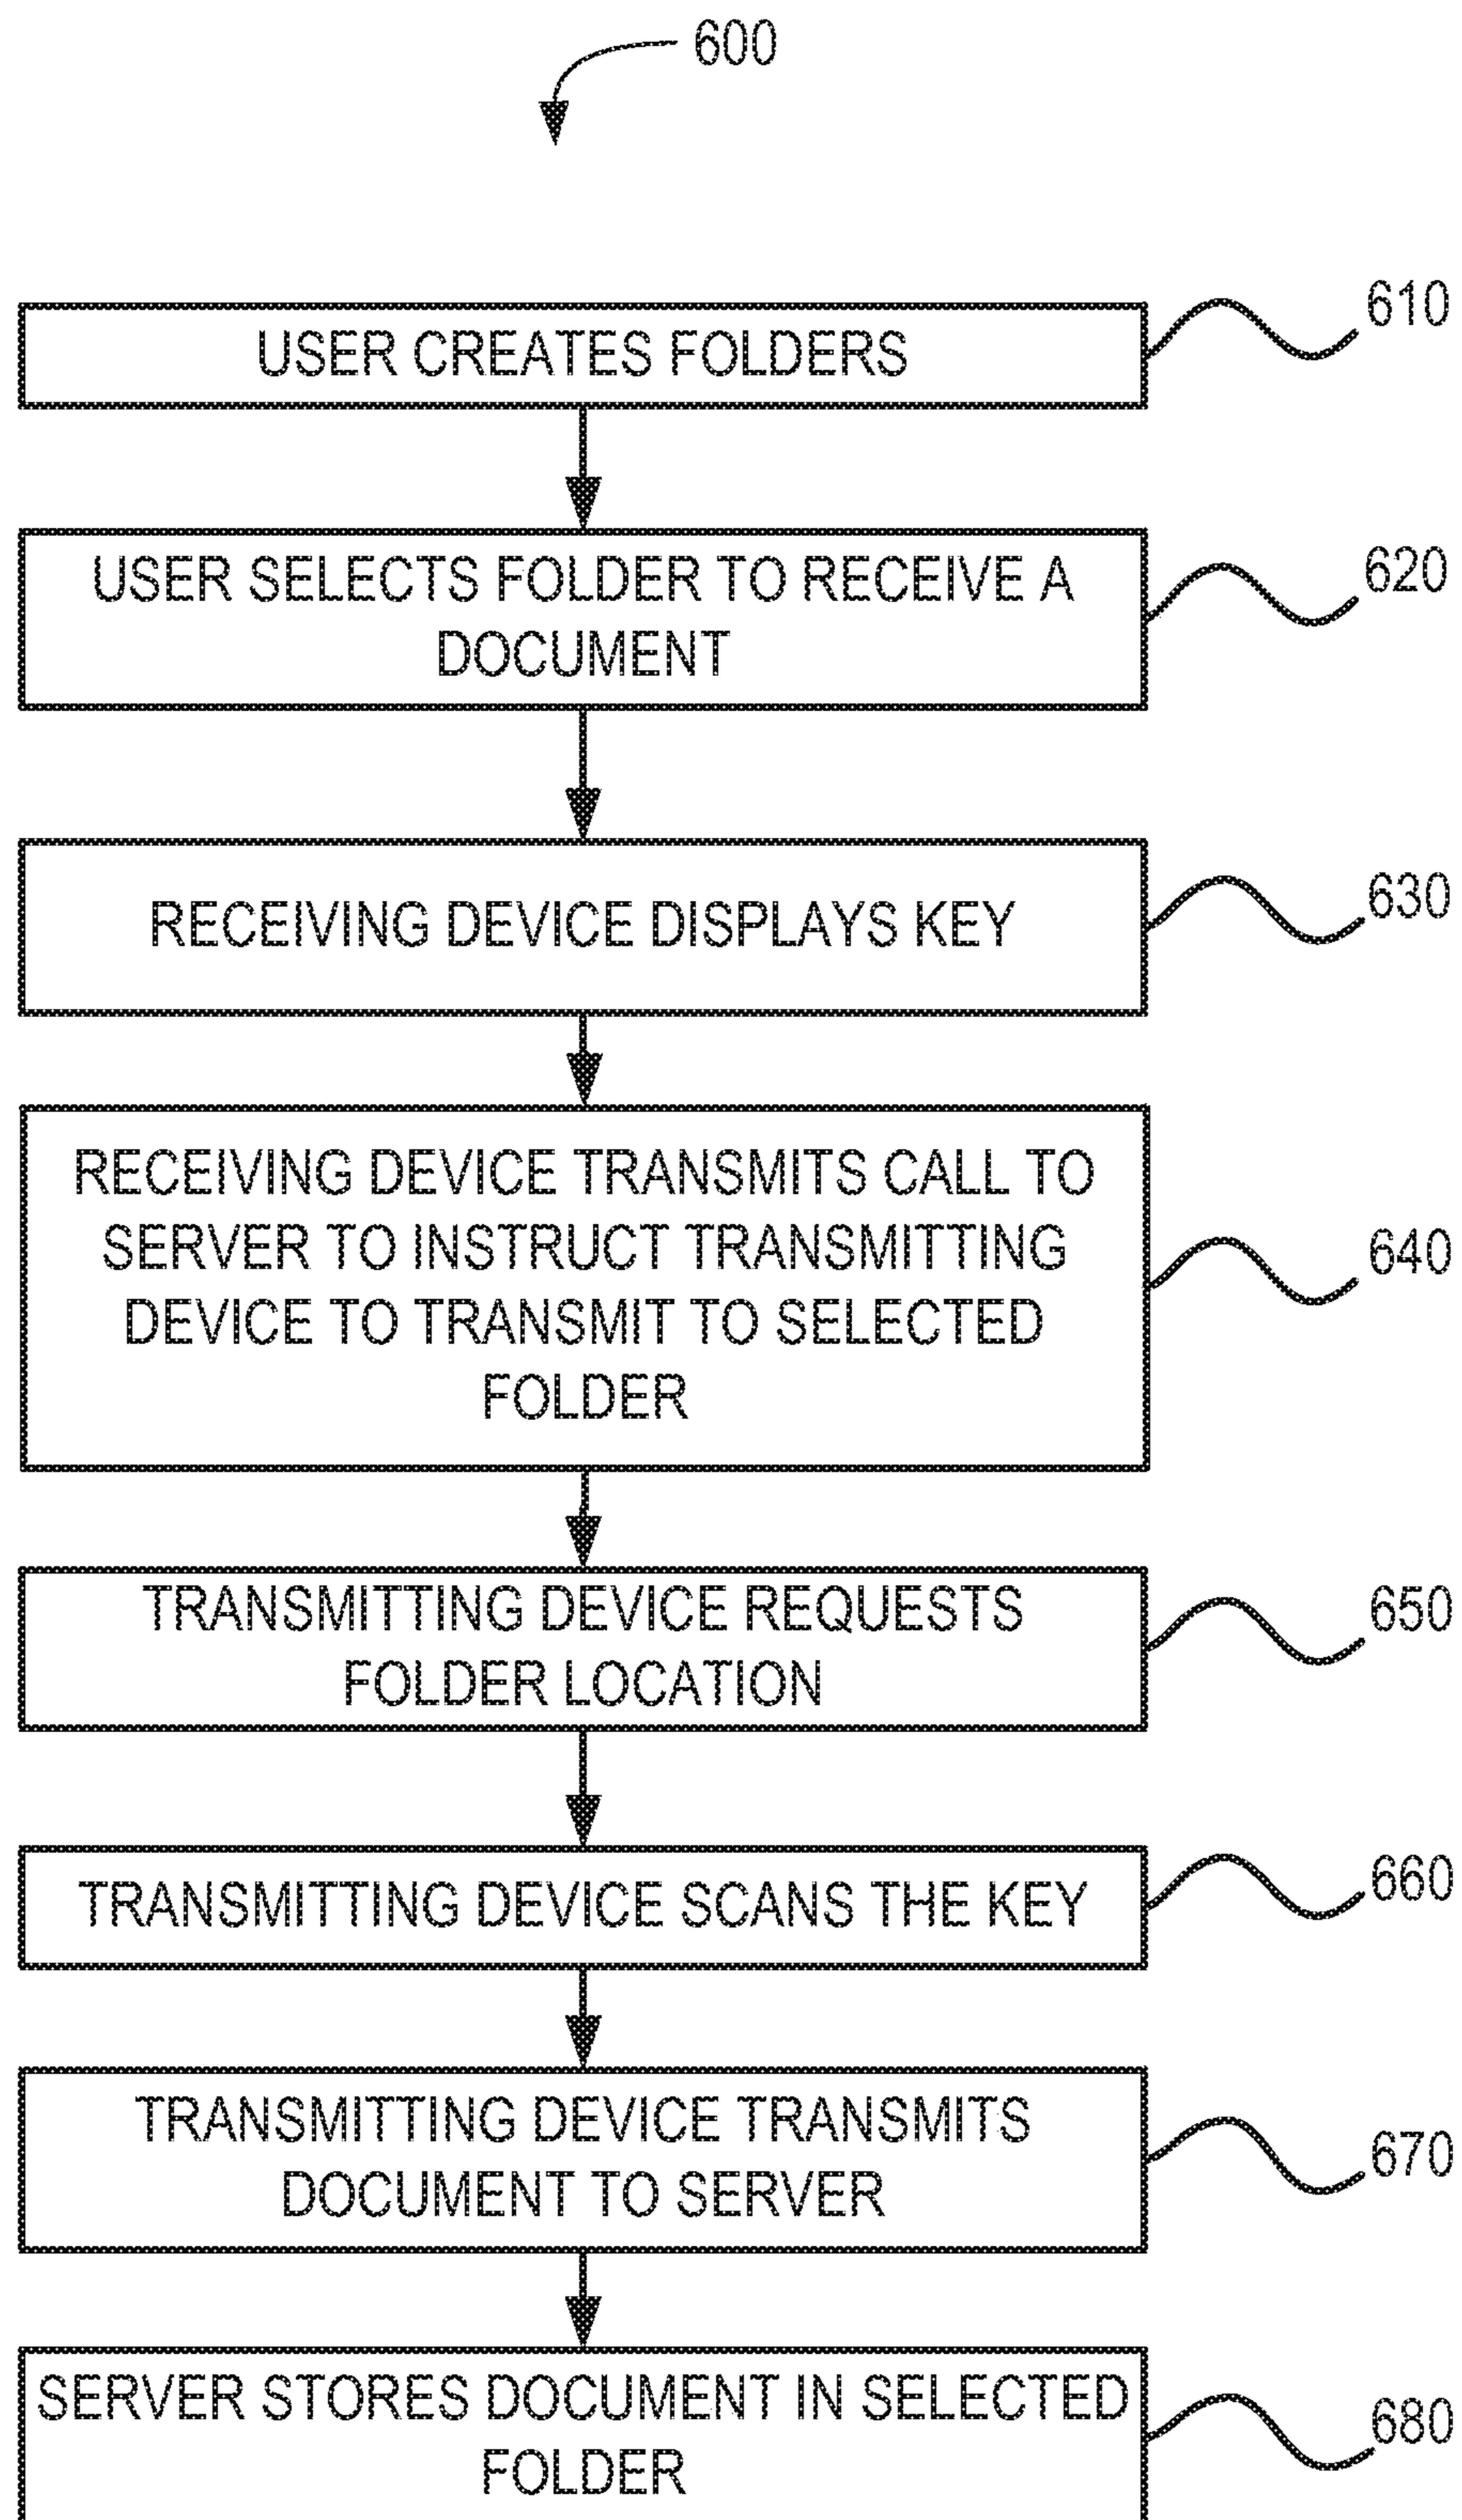 600
USER CREATES FOLDERS
610
USER SELECTS FOLDER TO RECEIVE A
DOCUMENT
620
RECEIVING DEVICE DISPLAYS KEY
630
RECEIVING DEVICE TRANSMITS CALL TO
SERVER TO INSTRUCT TRANSMITTING
DEVICE TO TRANSMIT TO SELECTED
FOLDER
640
TRANSMITTING DEVICE REQUESTS
FOLDER LOCATION
650
TRANSMITTING DEVICE SCANS THE KEY
660
TRANSMITTING DEVICE TRANSMITS
DOCUMENT TO SERVER
670
SERVER STORES DOCUMENT IN SELECTED
FOLDER
680